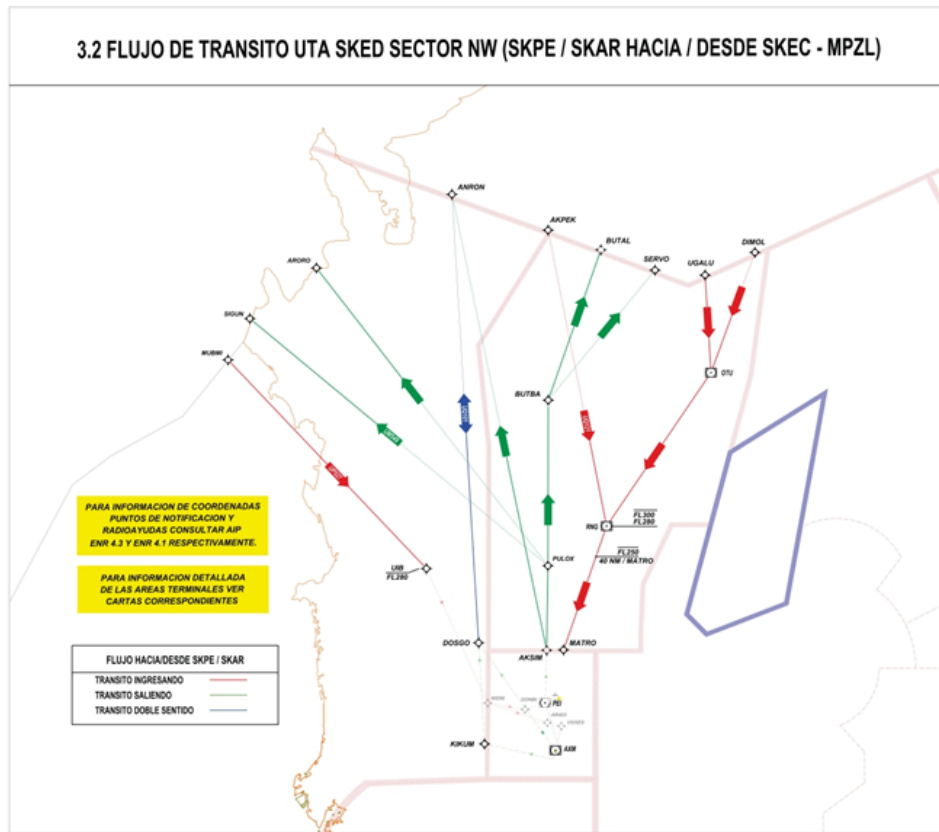 3.2 FLUJO DE TRANSITO UTA SKED SECTOR NW (SKPE / SKAR HACIA / DESDE SKEC - MPZL)
ANRON
AKPEK
BUTAL
SERVO
UGALU
DIMOL
ARORO
SIGUN
MUBMI
OTU
BUTBA
RNG
FL300
FL280
FL250
40 NM / MATRO
PULOX
UIB
FL280
DOSGO
AKSIM
MATRO
PEI
KIKUM
AXM
PARA INFORMACION DE COORDENADAS
PUNTOS DE NOTIFICACION Y
RADIOAYUDAS CONSULTAR AIP
ENR 4.3 Y ENR 4.1 RESPECTIVAMENTE.
PARA INFORMACION DETALLADA
DE LAS AREAS TERMINALES VER
CARTAS CORRESPONDIENTES
FLUJO HACIA/DESDE SKPE / SKAR
TRANSITO INGRESANDO
TRANSITO SALIENDO
TRANSITO DOBLE SENTIDO